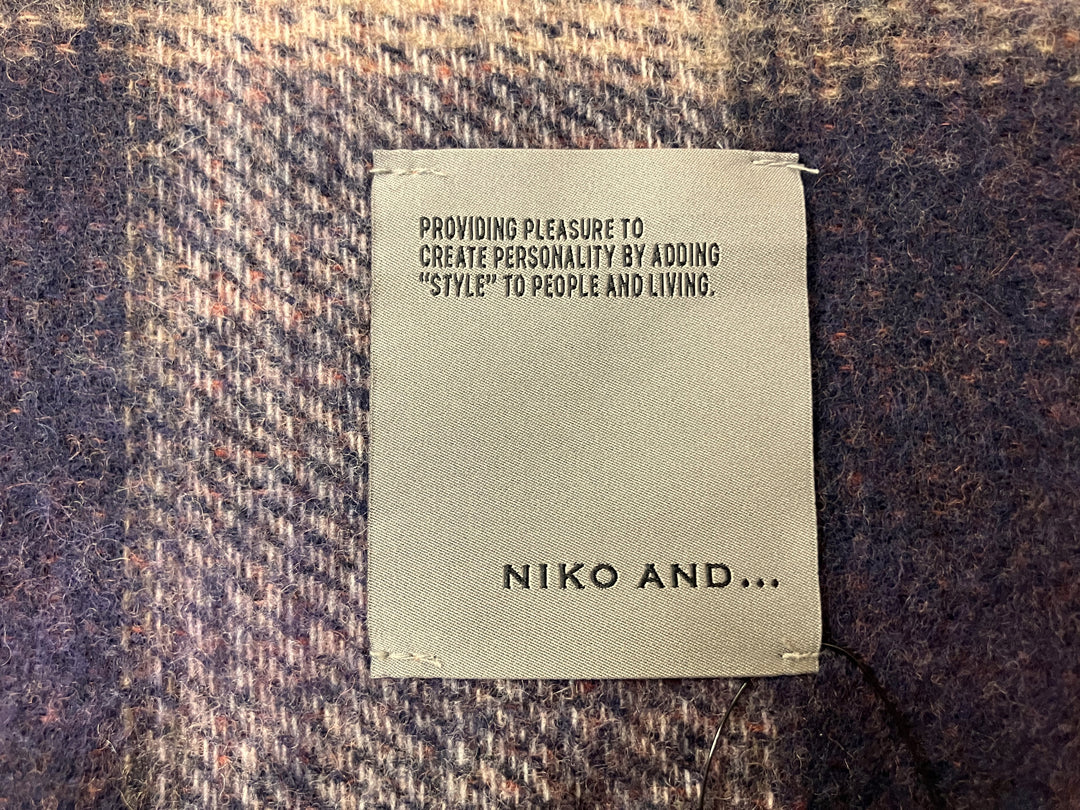 PROVIDING PLEASURE TO
CREATE PERSONALITY BY ADDING
“STYLE” TO PEOPLE AND LIVING.
NIKO AND...